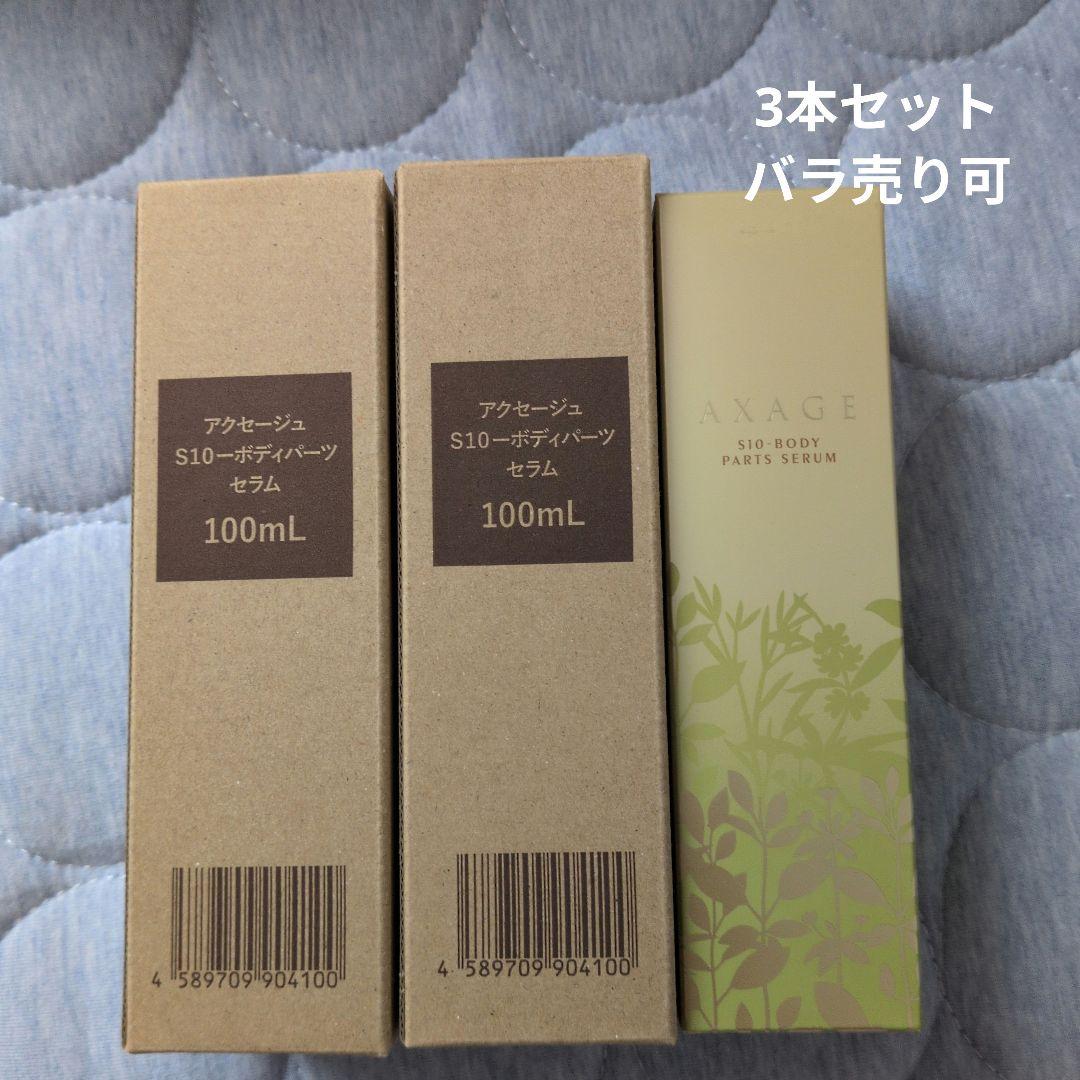 3本セット
バラ売り可
アクセージュ
S10ーボディパーツ
セラム
100mL
4 589709 904100
アクセージュ
S10ーボディパーツ
セラム
100mL
4 589709 904100
AXAGE
S10-BODY
PARTS SERUM